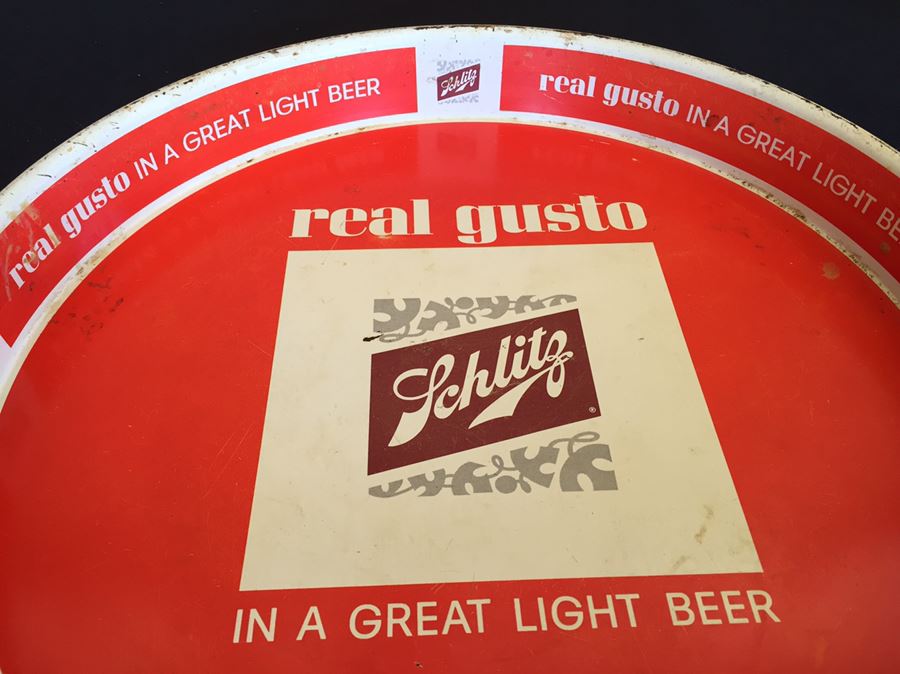 real gusto IN A GREAT LIGHT BEER
Schlitz
real gusto IN A GREAT LIGHT
real gusto
Schlitz
®
IN A GREAT LIGHT BEER